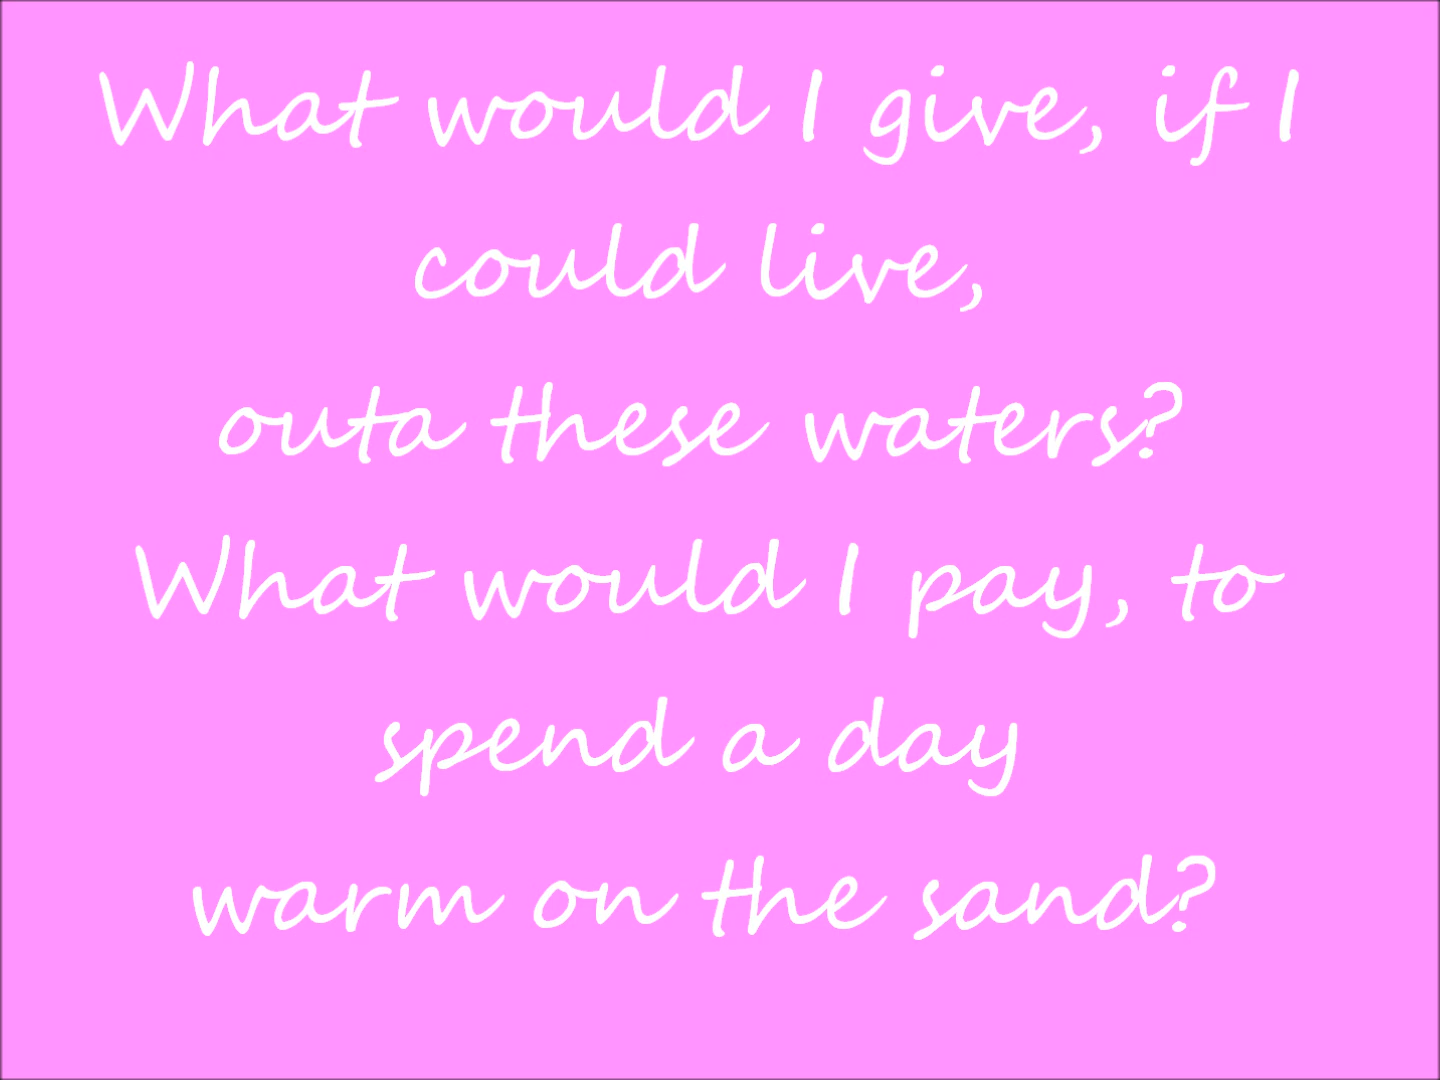 What would I give, if I
could live,
outa these waters?
What would I pay, to
spend a day
warm on the sand?